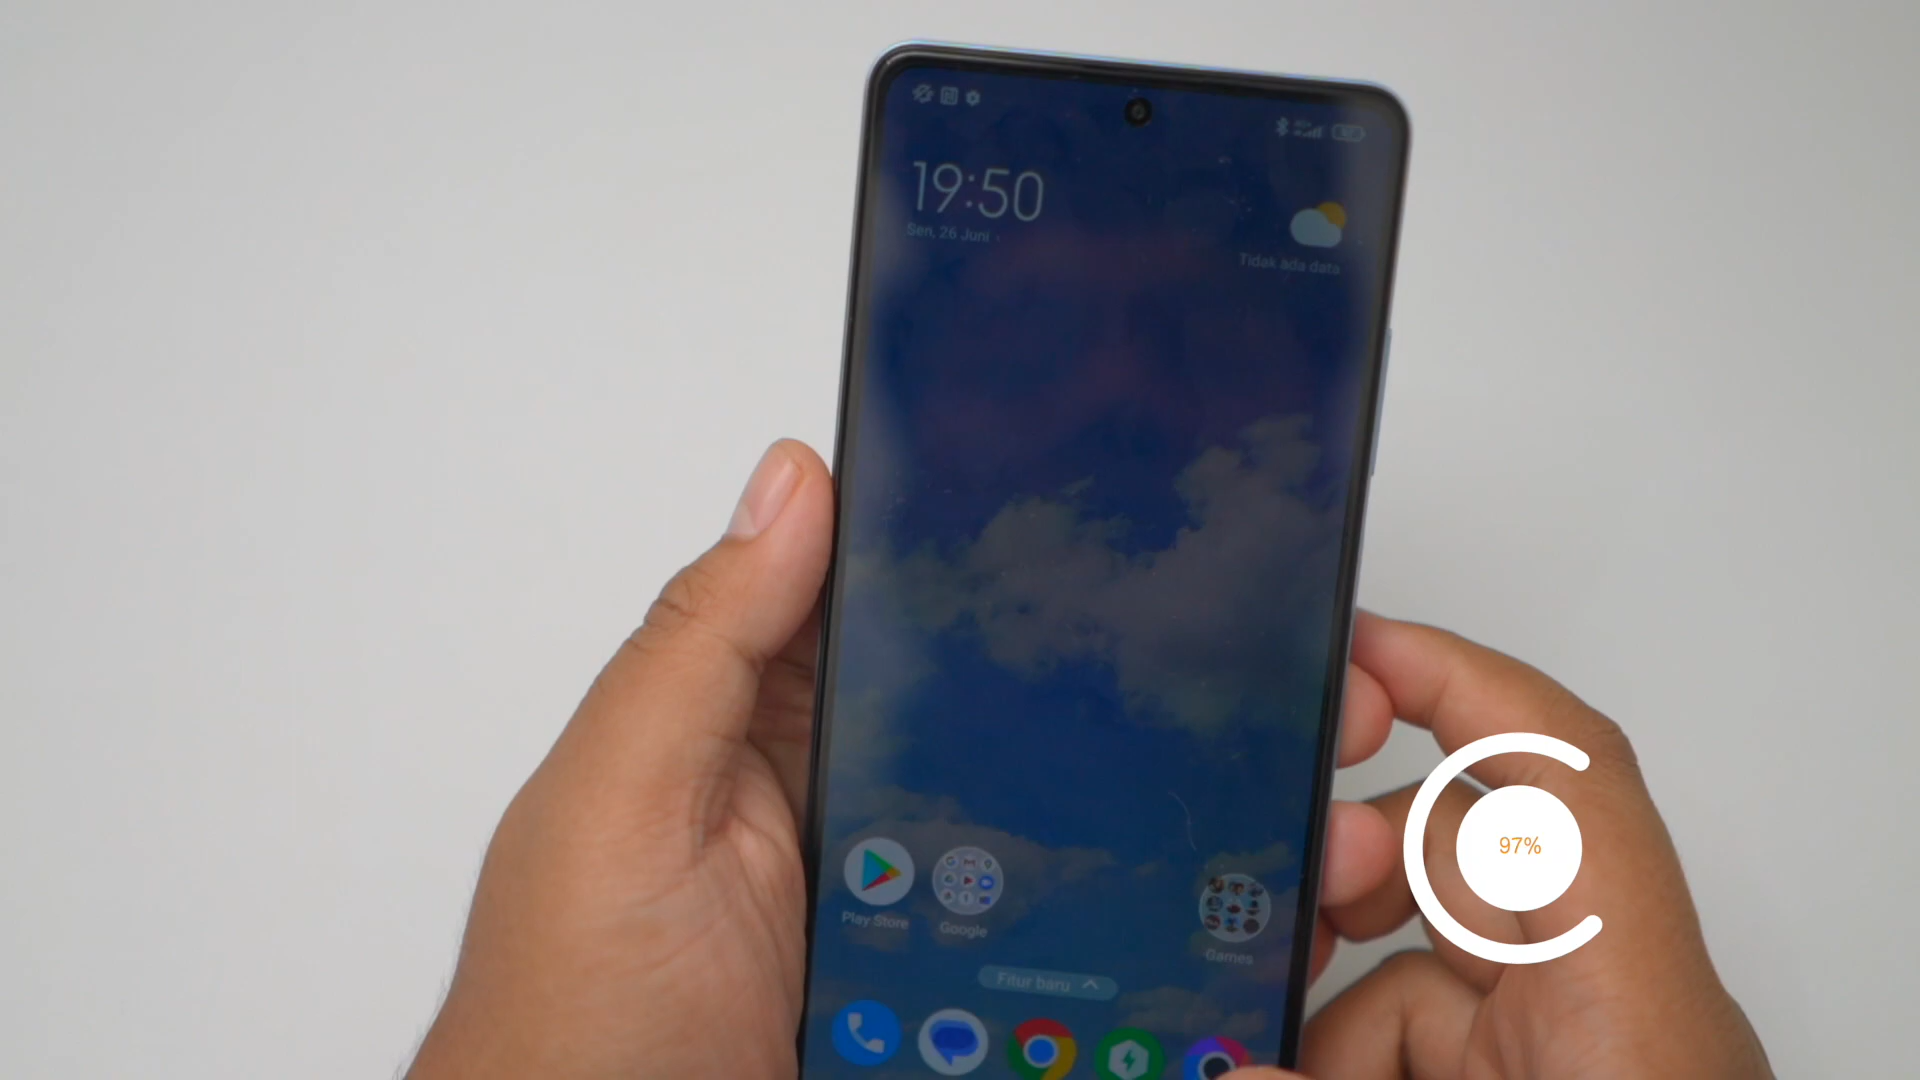 19:50
Sen, 26 Juni
Tidak ada data
Play Store
Google
Games
Fitur baru
97%